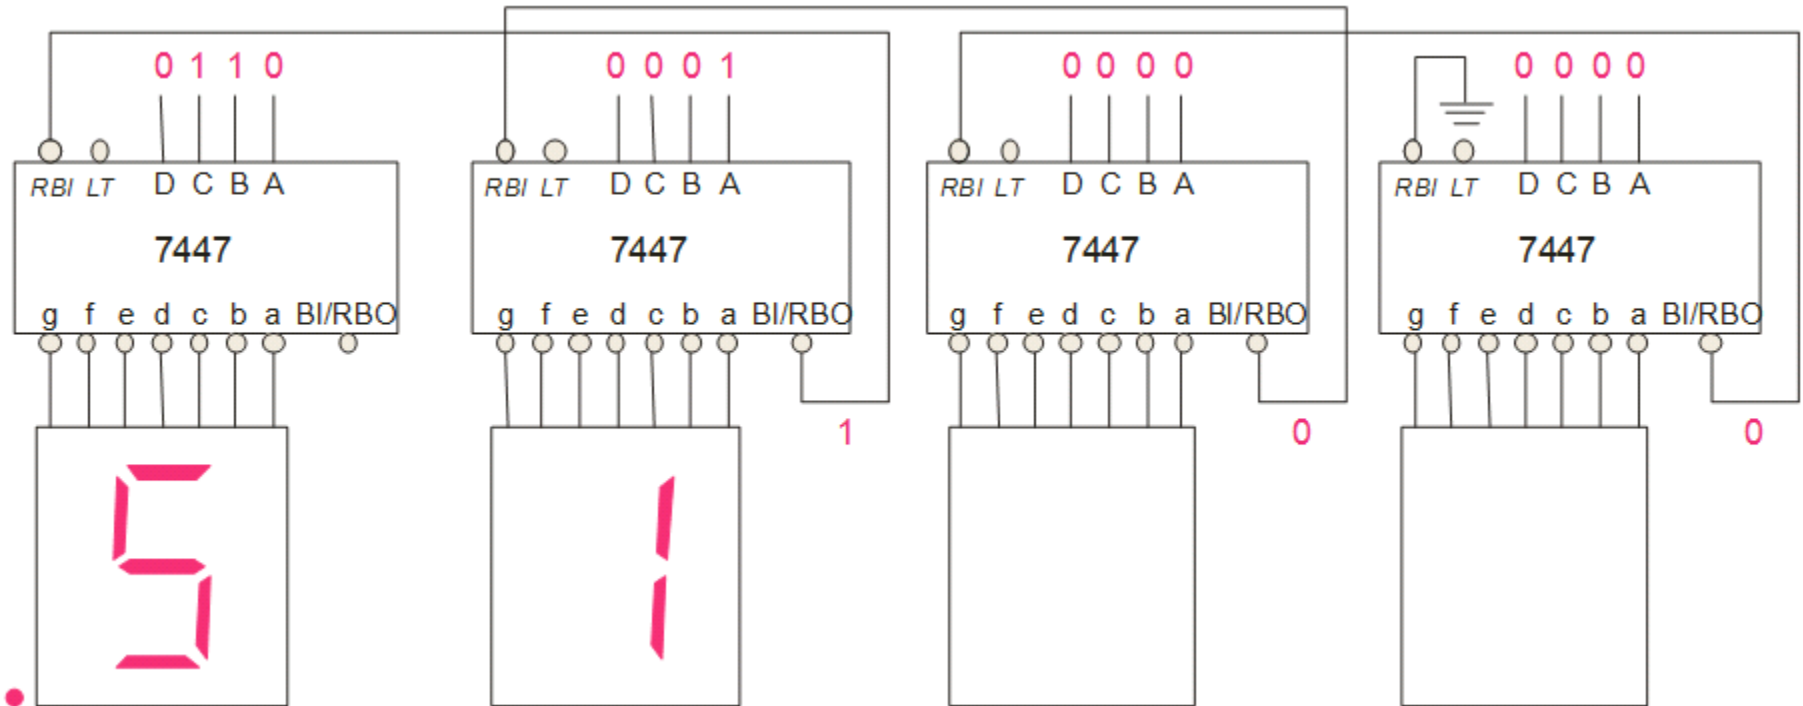 0 1 1 0 0 0 0 1 0 0 0 0 0 0 0 0
RBI LT D C B A RBI LT D C B A RBI LT D C B A RBI LT D C B A
7447 7447 7447 7447
g f e d c b a BI/RBO g f e d c b a BI/RBO g f e d c b a BI/RBO g f e d c b a BI/RBO
1 0 0
5 1